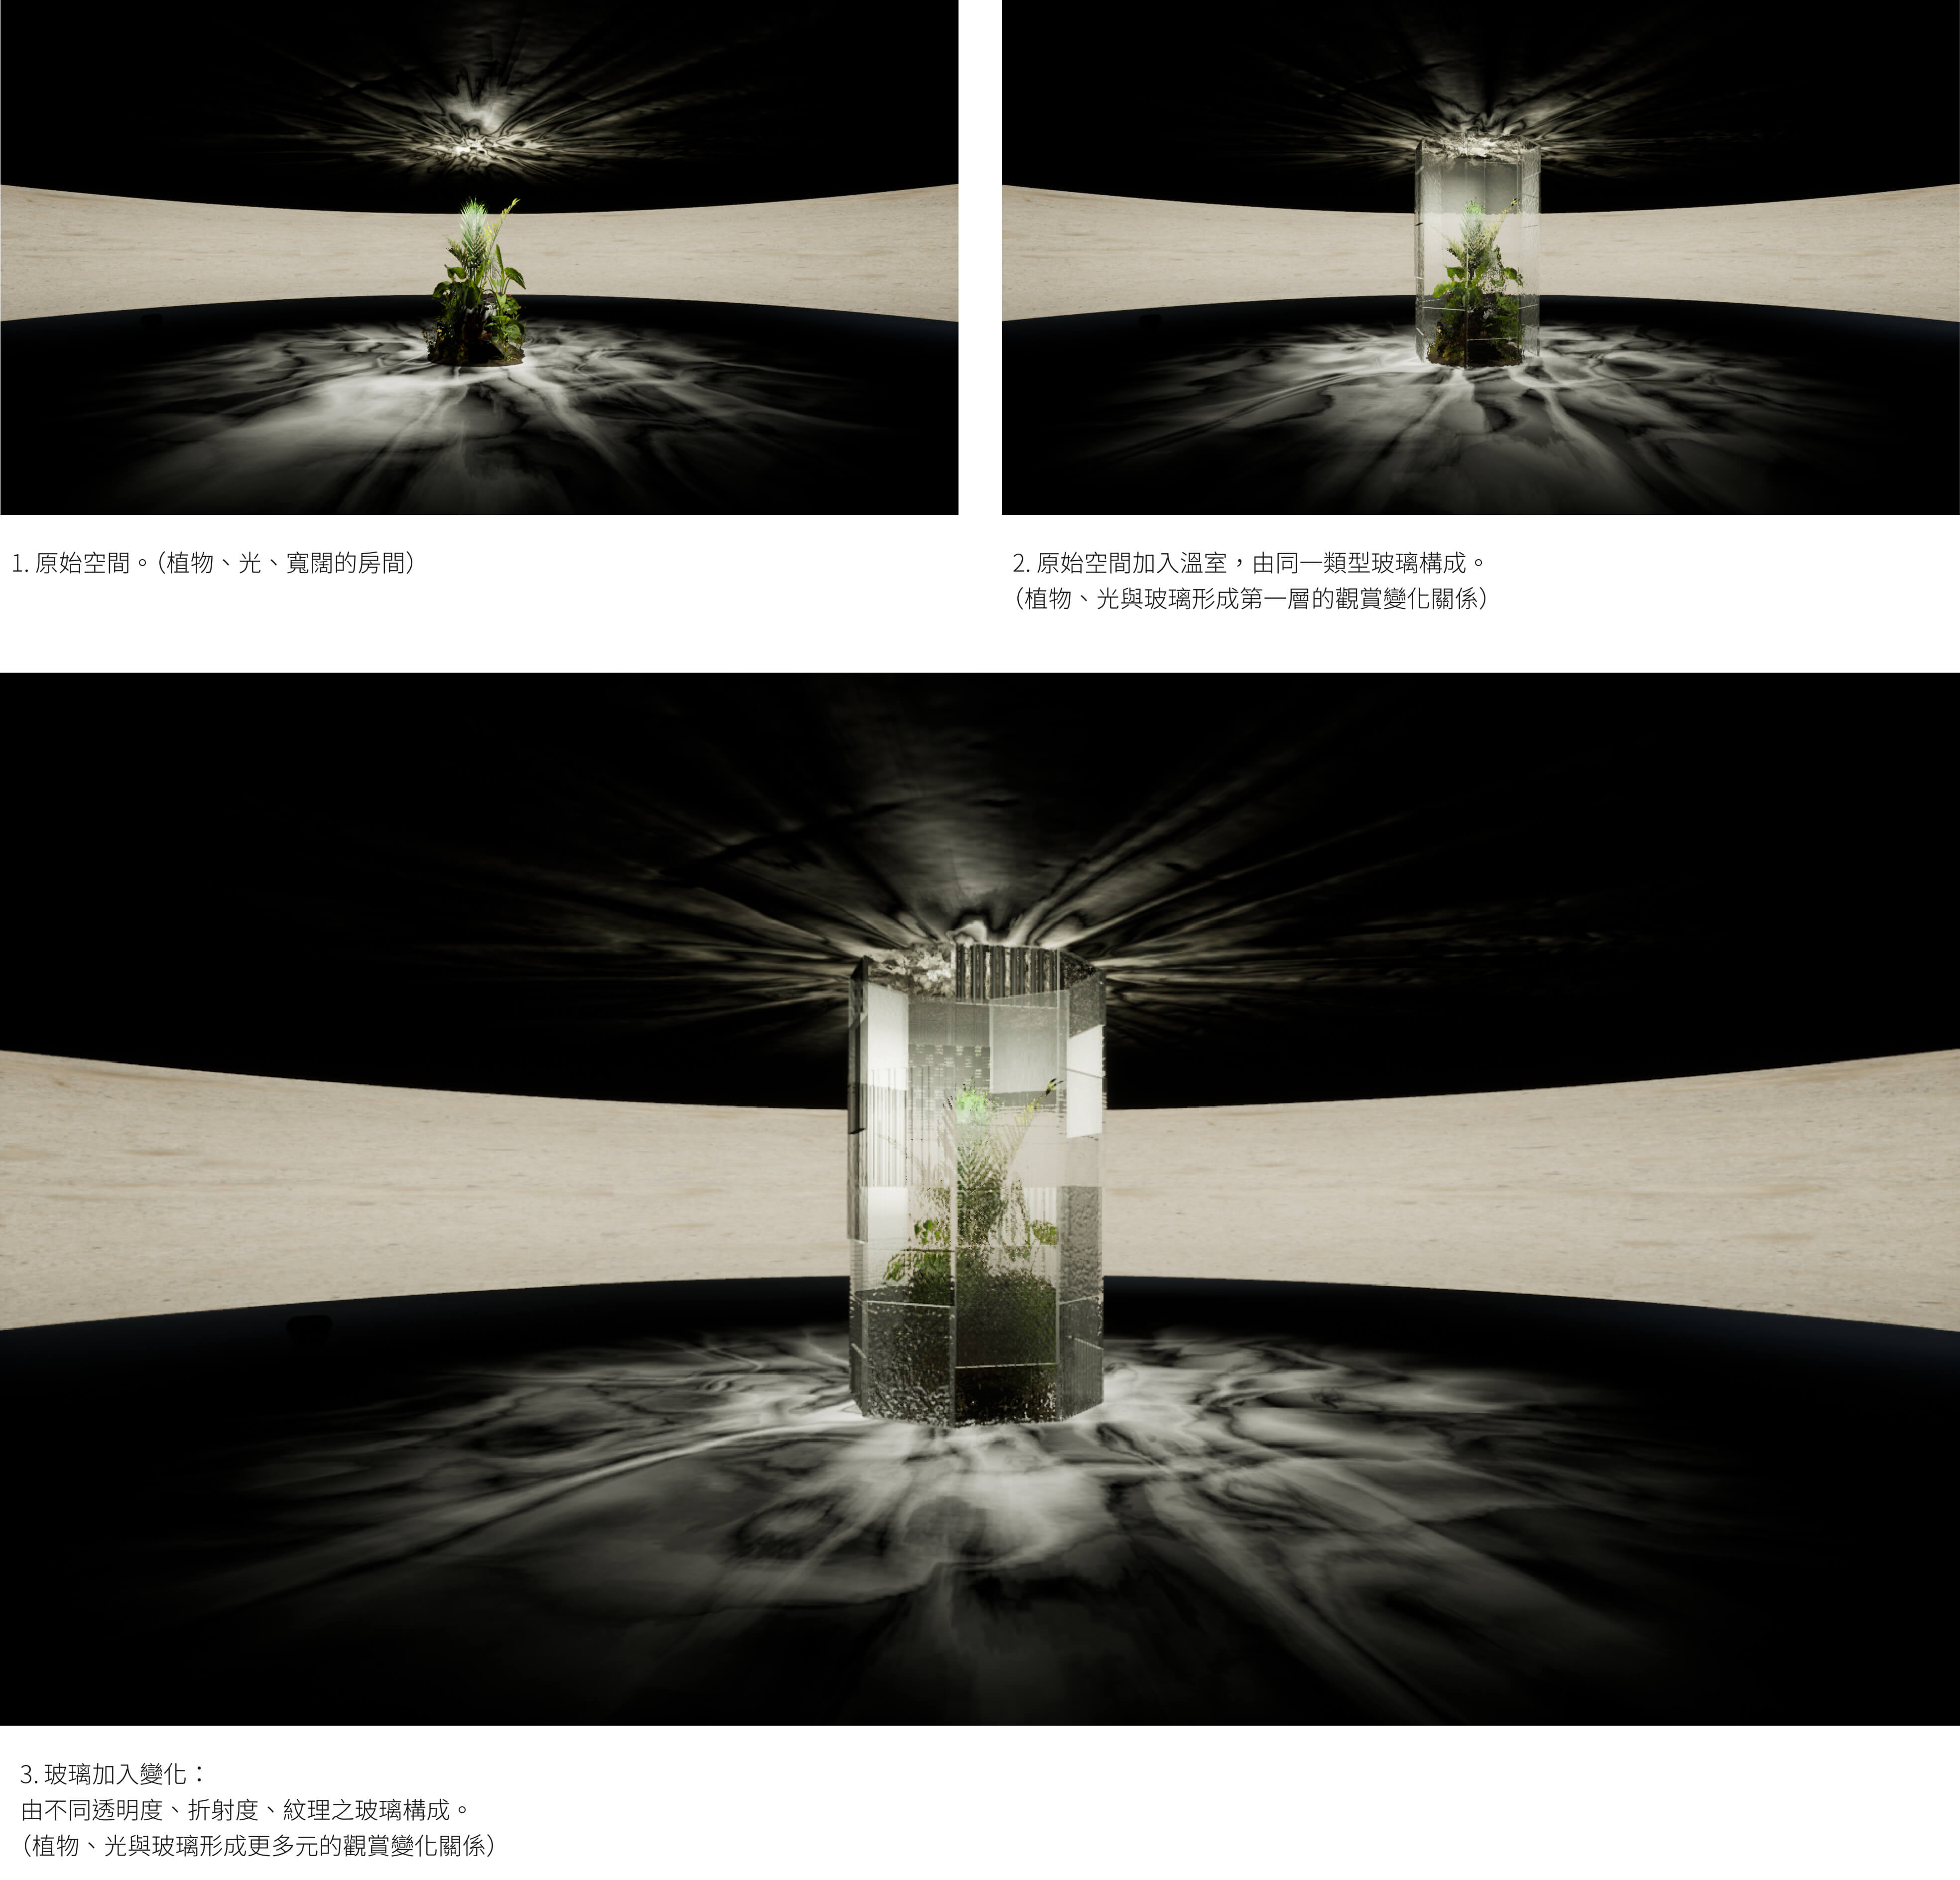 1. 原始空間。（植物、光、寬闊的房間）
2. 原始空間加入溫室，由同一類型玻璃構成。
（植物、光與玻璃形成第一層的觀賞變化關係）
3. 玻璃加入變化：
由不同透明度、折射度、紋理之玻璃構成。
（植物、光與玻璃形成更多元的觀賞變化關係）